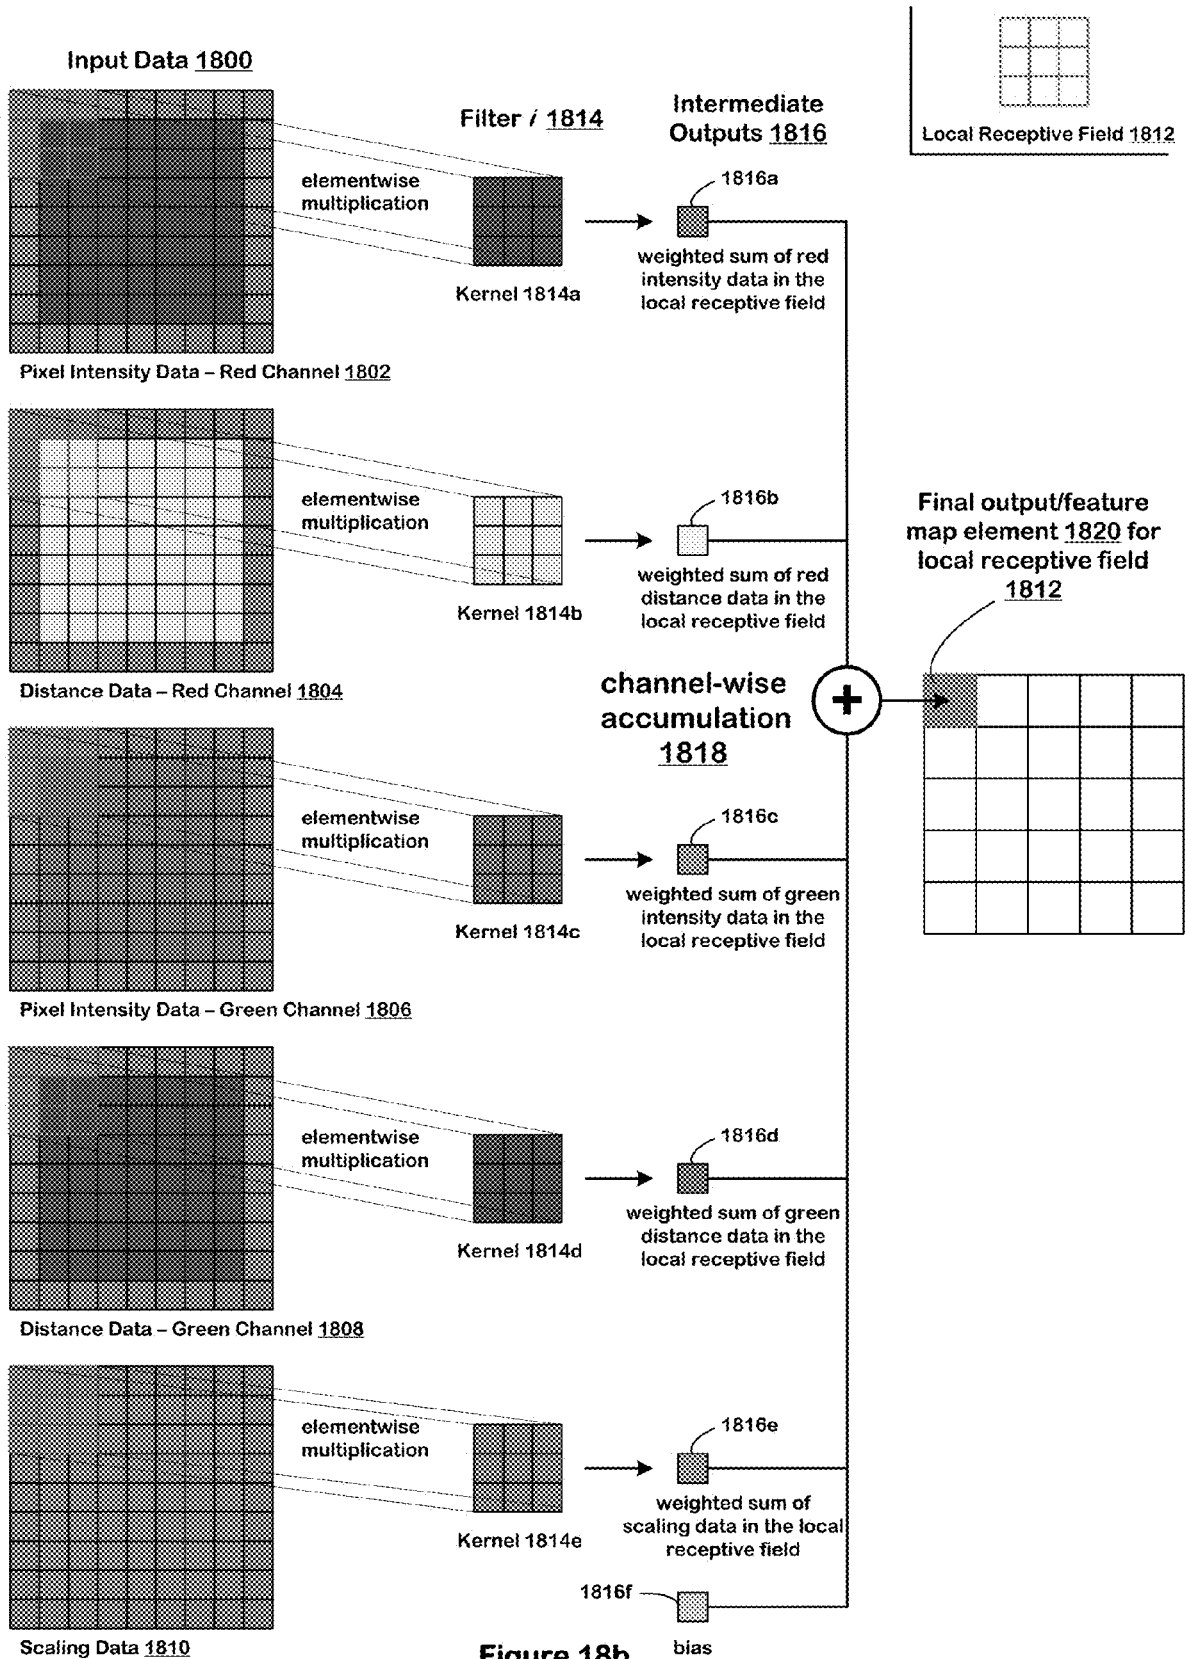 Input Data 1800
Local Receptive Field 1812
Filter i 1814
Intermediate
Outputs 1816
elementwise
multiplication
Kernel 1814a
1816a
weighted sum of red
intensity data in the
local receptive field
Pixel Intensity Data – Red Channel 1802
elementwise
multiplication
Kernel 1814b
1816b
weighted sum of red
distance data in the
local receptive field
Distance Data – Red Channel 1804
Final output/feature
map element 1820 for
local receptive field
1812
channel-wise
accumulation
1818
+
elementwise
multiplication
Kernel 1814c
1816c
weighted sum of green
intensity data in the
local receptive field
Pixel Intensity Data – Green Channel 1806
elementwise
multiplication
Kernel 1814d
1816d
weighted sum of green
distance data in the
local receptive field
Distance Data – Green Channel 1808
elementwise
multiplication
Kernel 1814e
1816e
weighted sum of
scaling data in the local
receptive field
1816f
bias
Scaling Data 1810
Figure 18b